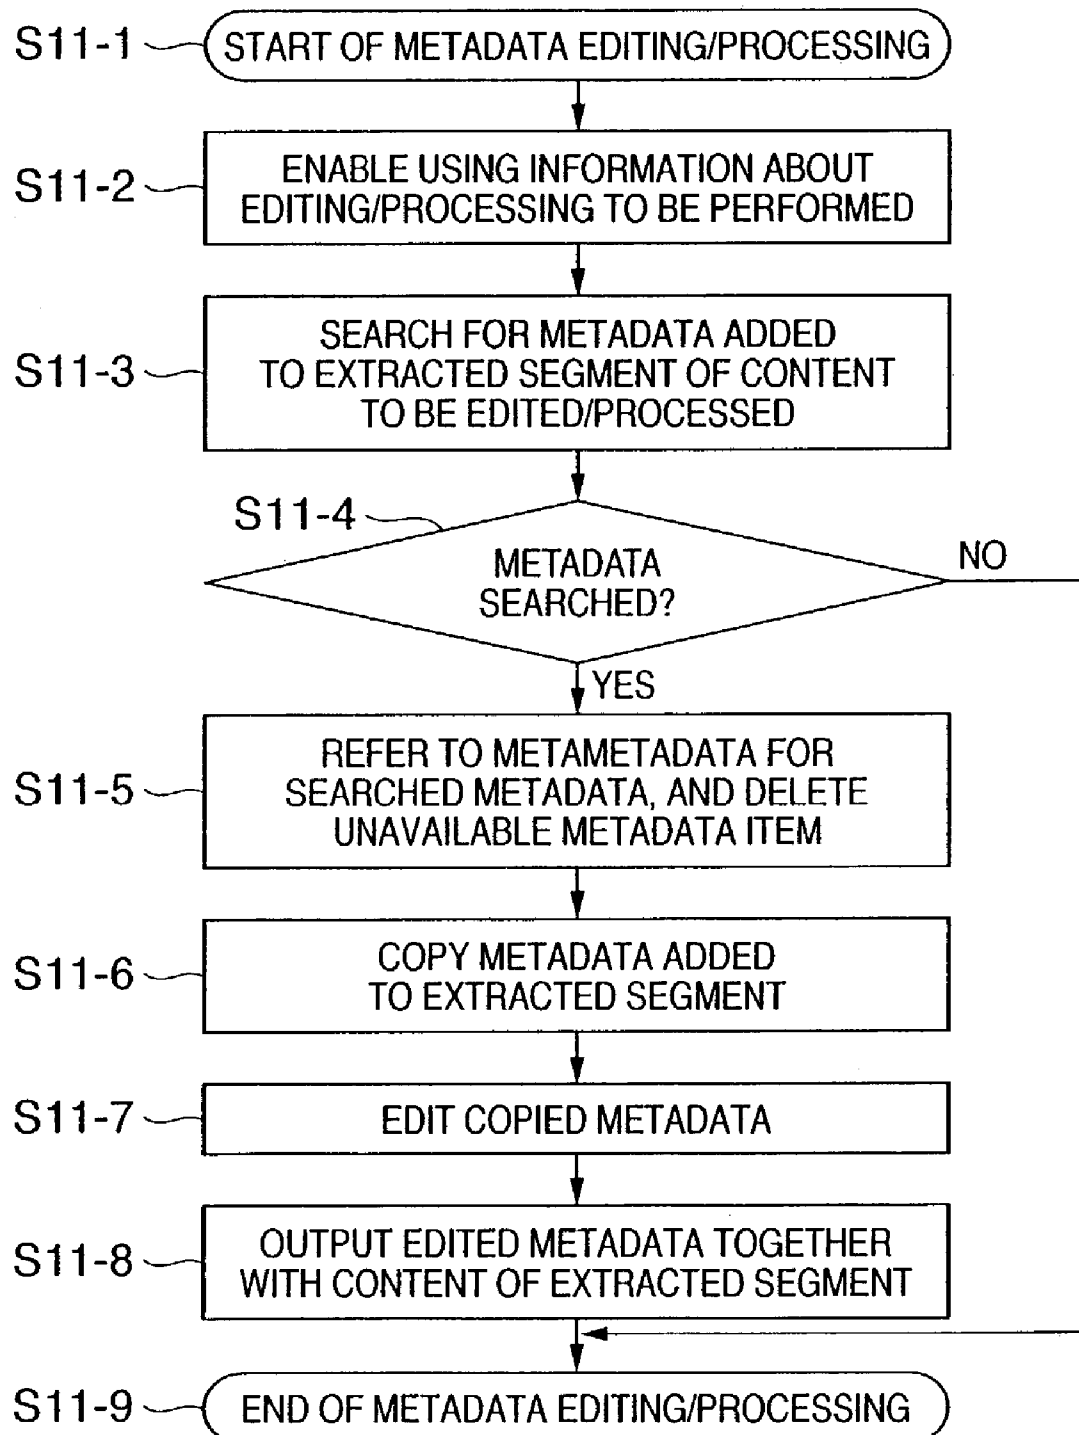 S11-1
START OF METADATA EDITING/PROCESSING
S11-2
ENABLE USING INFORMATION ABOUT
EDITING/PROCESSING TO BE PERFORMED
S11-3
SEARCH FOR METADATA ADDED
TO EXTRACTED SEGMENT OF CONTENT
TO BE EDITED/PROCESSED
S11-4
METADATA
SEARCHED?
NO
YES
S11-5
REFER TO METAMETADATA FOR
SEARCHED METADATA, AND DELETE
UNAVAILABLE METADATA ITEM
S11-6
COPY METADATA ADDED
TO EXTRACTED SEGMENT
S11-7
EDIT COPIED METADATA
S11-8
OUTPUT EDITED METADATA TOGETHER
WITH CONTENT OF EXTRACTED SEGMENT
S11-9
END OF METADATA EDITING/PROCESSING